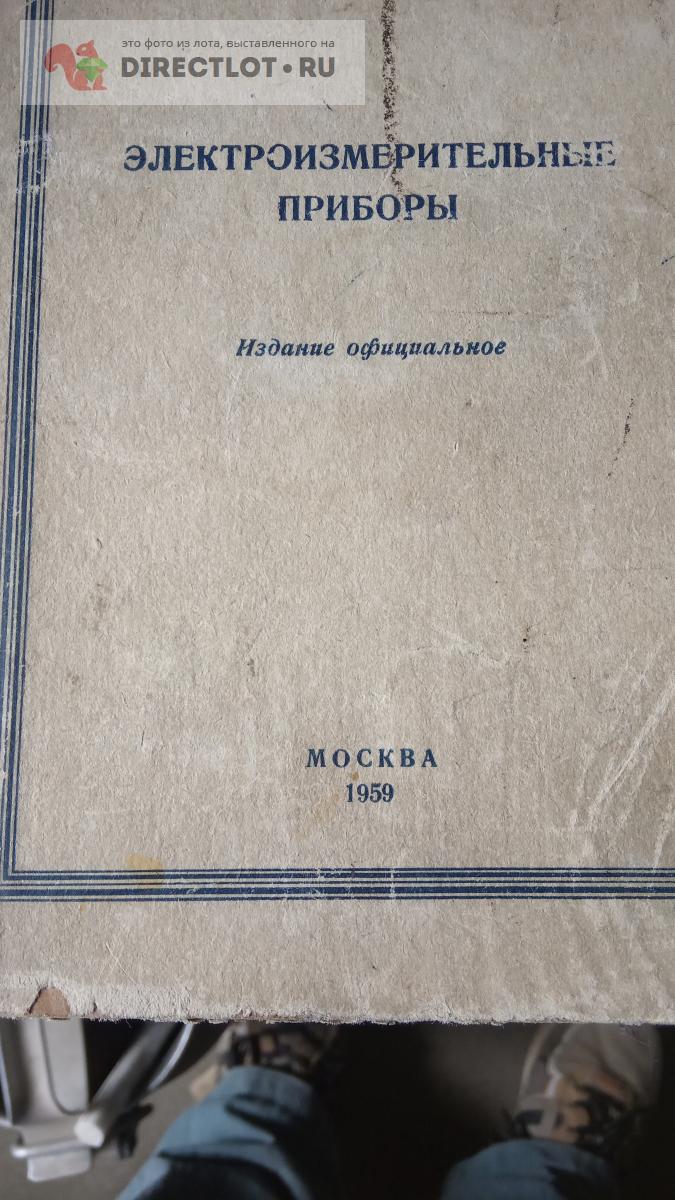 это фото из лота, выставленного на
DIRECTLOT.RU
ЭЛЕКТРОИЗМЕРИТЕЛЬНЫЕ
ПРИБОРЫ
Издание официальное
МОСКВА
1959